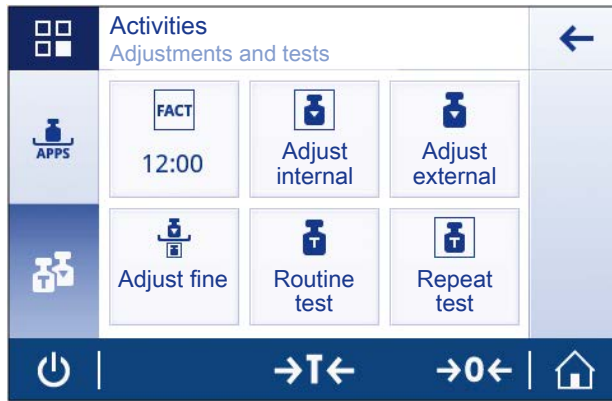 Activities
Adjustments and tests
APPS
FACT
12:00
Adjust
internal
Adjust
external
Adjust fine
Routine
test
Repeat
test
T
→T←
→0←